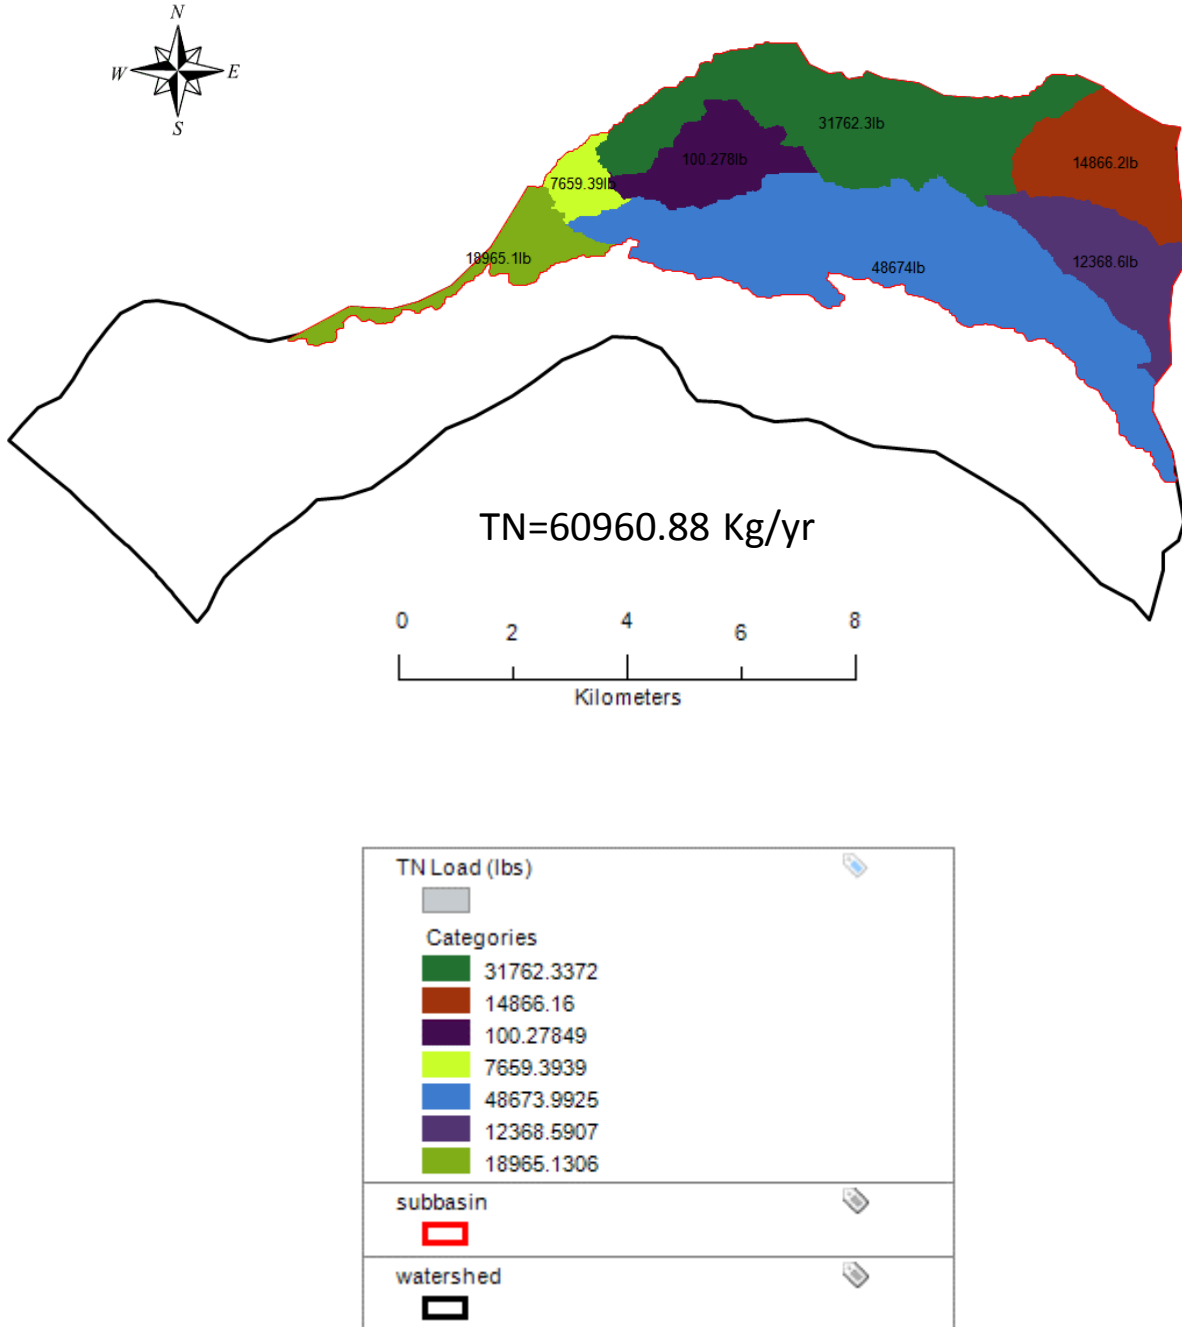 N
W
E
S
31762.3lb
100.278lb
14866.2lb
7659.39lb
18965.1lb
48674lb
12368.6lb
TN=60960.88 Kg/yr
0 2 4 6 8
Kilometers
TN Load (lbs)
Categories
31762.3372
14866.16
100.27849
7659.3939
48673.9925
12368.5907
18965.1306
subbasin
watershed